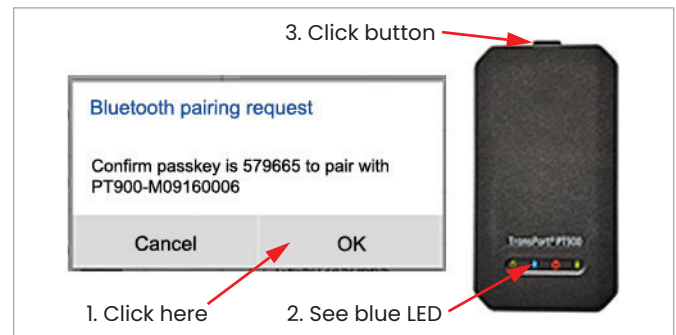 3. Click button
Bluetooth pairing request
Confirm passkey is 579665 to pair with
PT900-M09160006
Cancel
OK
TransPort® PT900
1. Click here
2. See blue LED